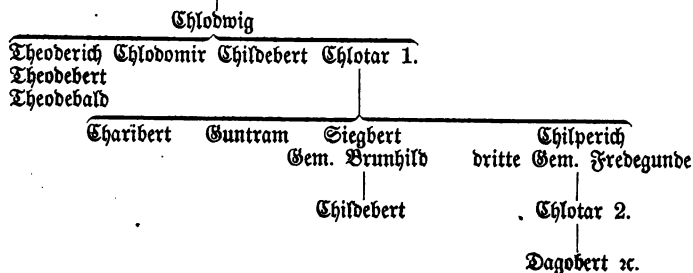 Chlodwig
Theoderich Chlodomir Childebert Chlotar 1.
Theodebert
Theodebald
Charibert Guntram Siegbert Chilperich
Gem. Brunhild dritte Gem. Fredegunde
Childebert Chlotar 2.
Dagobert ꝛc.